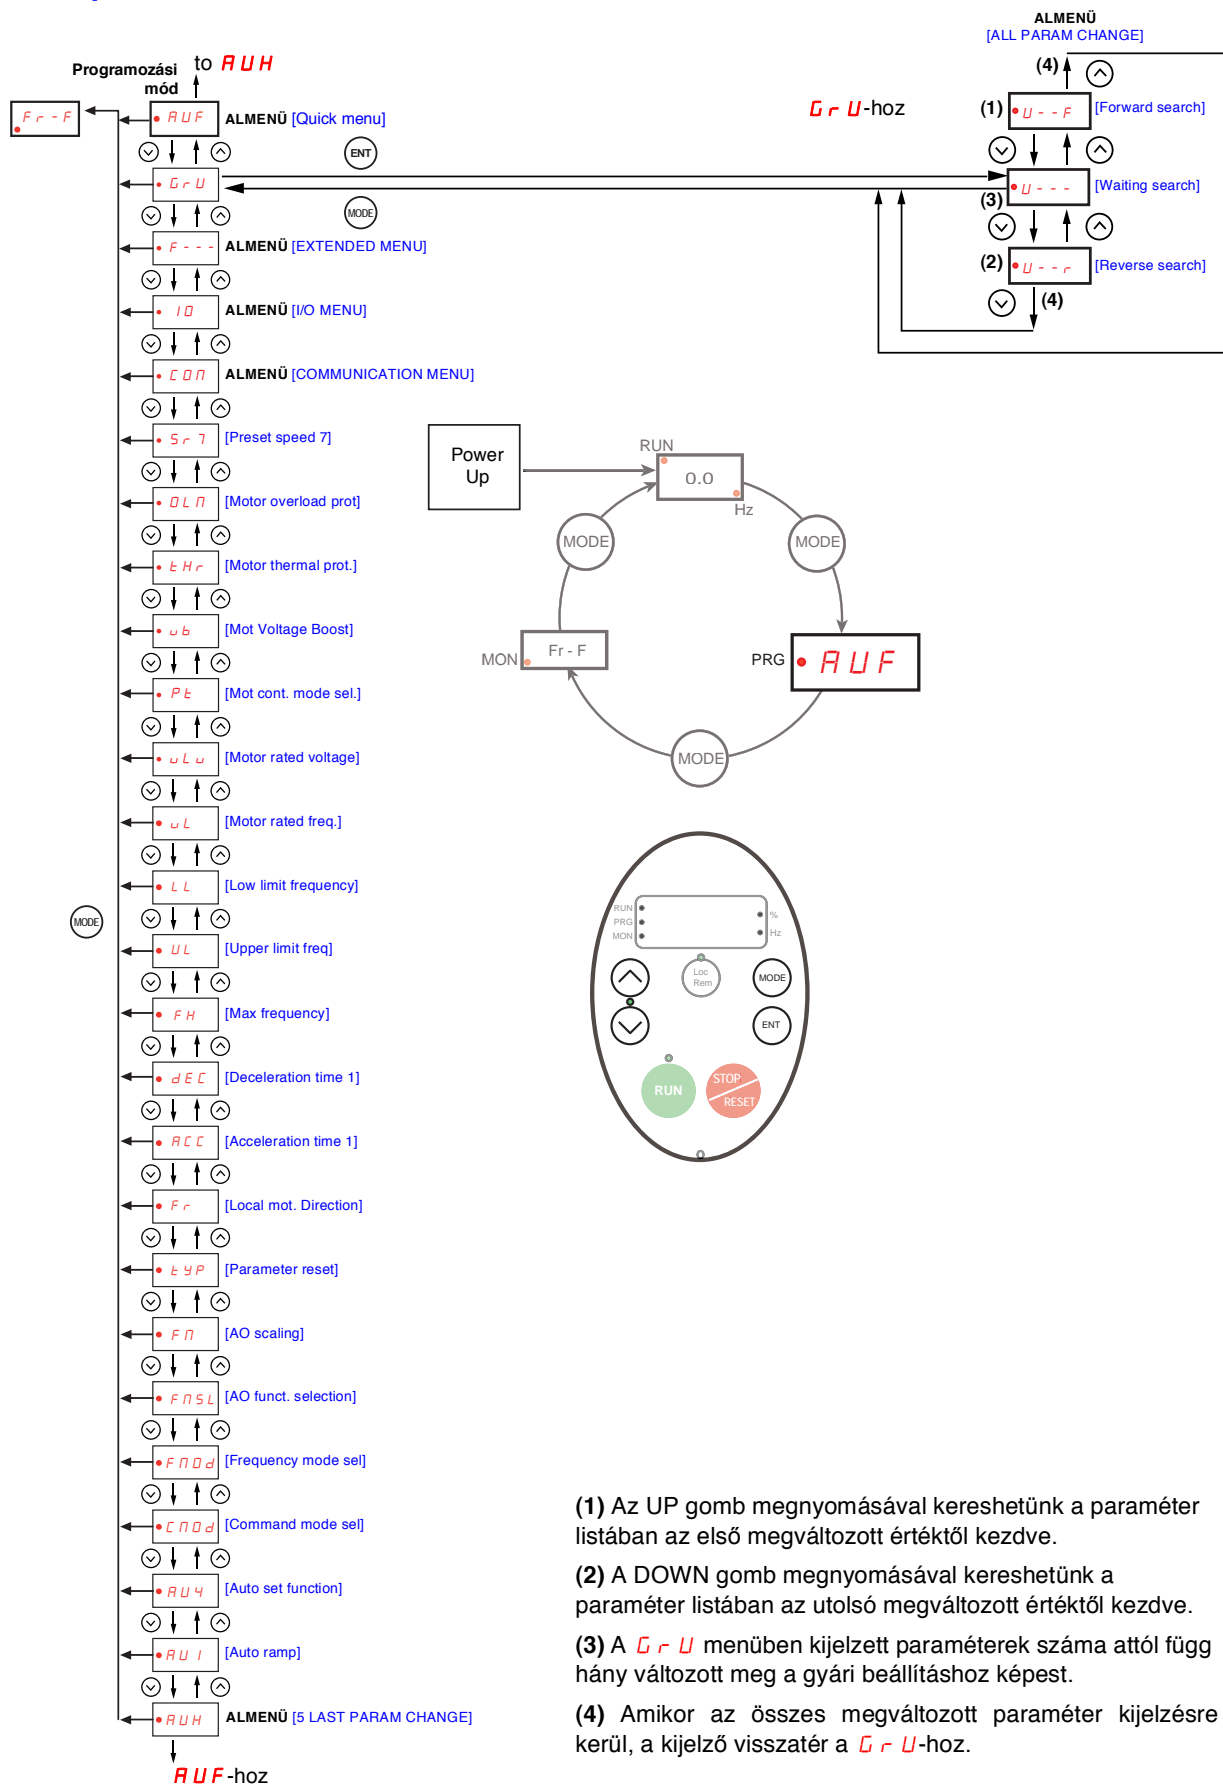 ALMENÜ
[ALL PARAM CHANGE]
to AUH
Programozási
mód
(4)
Fr-F
AUF
ALMENÜ [Quick menu]
GrU-hoz
(1)
U--F
[Forward search]
ENT
GrU
U---
[Waiting search]
(3)
MODE
F---
ALMENÜ [EXTENDED MENU]
(2)
U--r
[Reverse search]
(4)
IO
ALMENÜ [I/O MENU]
COM
ALMENÜ [COMMUNICATION MENU]
Sr7
[Preset speed 7]
OLM
[Motor overload prot]
tHr
[Motor thermal prot.]
ub
[Mot Voltage Boost]
Pt
[Mot cont. mode sel.]
uLu
[Motor rated voltage]
uL
[Motor rated freq.]
LL
[Low limit frequency]
MODE
UL
[Upper limit freq]
FH
[Max frequency]
dEC
[Deceleration time 1]
ACC
[Acceleration time 1]
Fr
[Local mot. Direction]
tYP
[Parameter reset]
FM
[AO scaling]
FMSL
[AO funct. selection]
FMOd
[Frequency mode sel]
CMOd
[Command mode sel]
AU4
[Auto set function]
AU1
[Auto ramp]
AUH
ALMENÜ [5 LAST PARAM CHANGE]
AUF-hoz
Power
Up
RUN
0.0
Hz
MODE
MODE
MON
Fr - F
PRG
AUF
MODE
RUN
PRG
MON
%
Hz
Loc
Rem
MODE
ENT
RUN
STOP
RESET
(1) Az UP gomb megnyomásával kereshetünk a paraméter
listában az első megváltozott értéktől kezdve.
(2) A DOWN gomb megnyomásával kereshetünk a
paraméter listában az utolsó megváltozott értéktől kezdve.
(3) A GrU menüben kijelzett paraméterek száma attól függ
hány változott meg a gyári beállításhoz képest.
(4) Amikor az összes megváltozott paraméter kijelzésre
kerül, a kijelző visszatér a GrU-hoz.